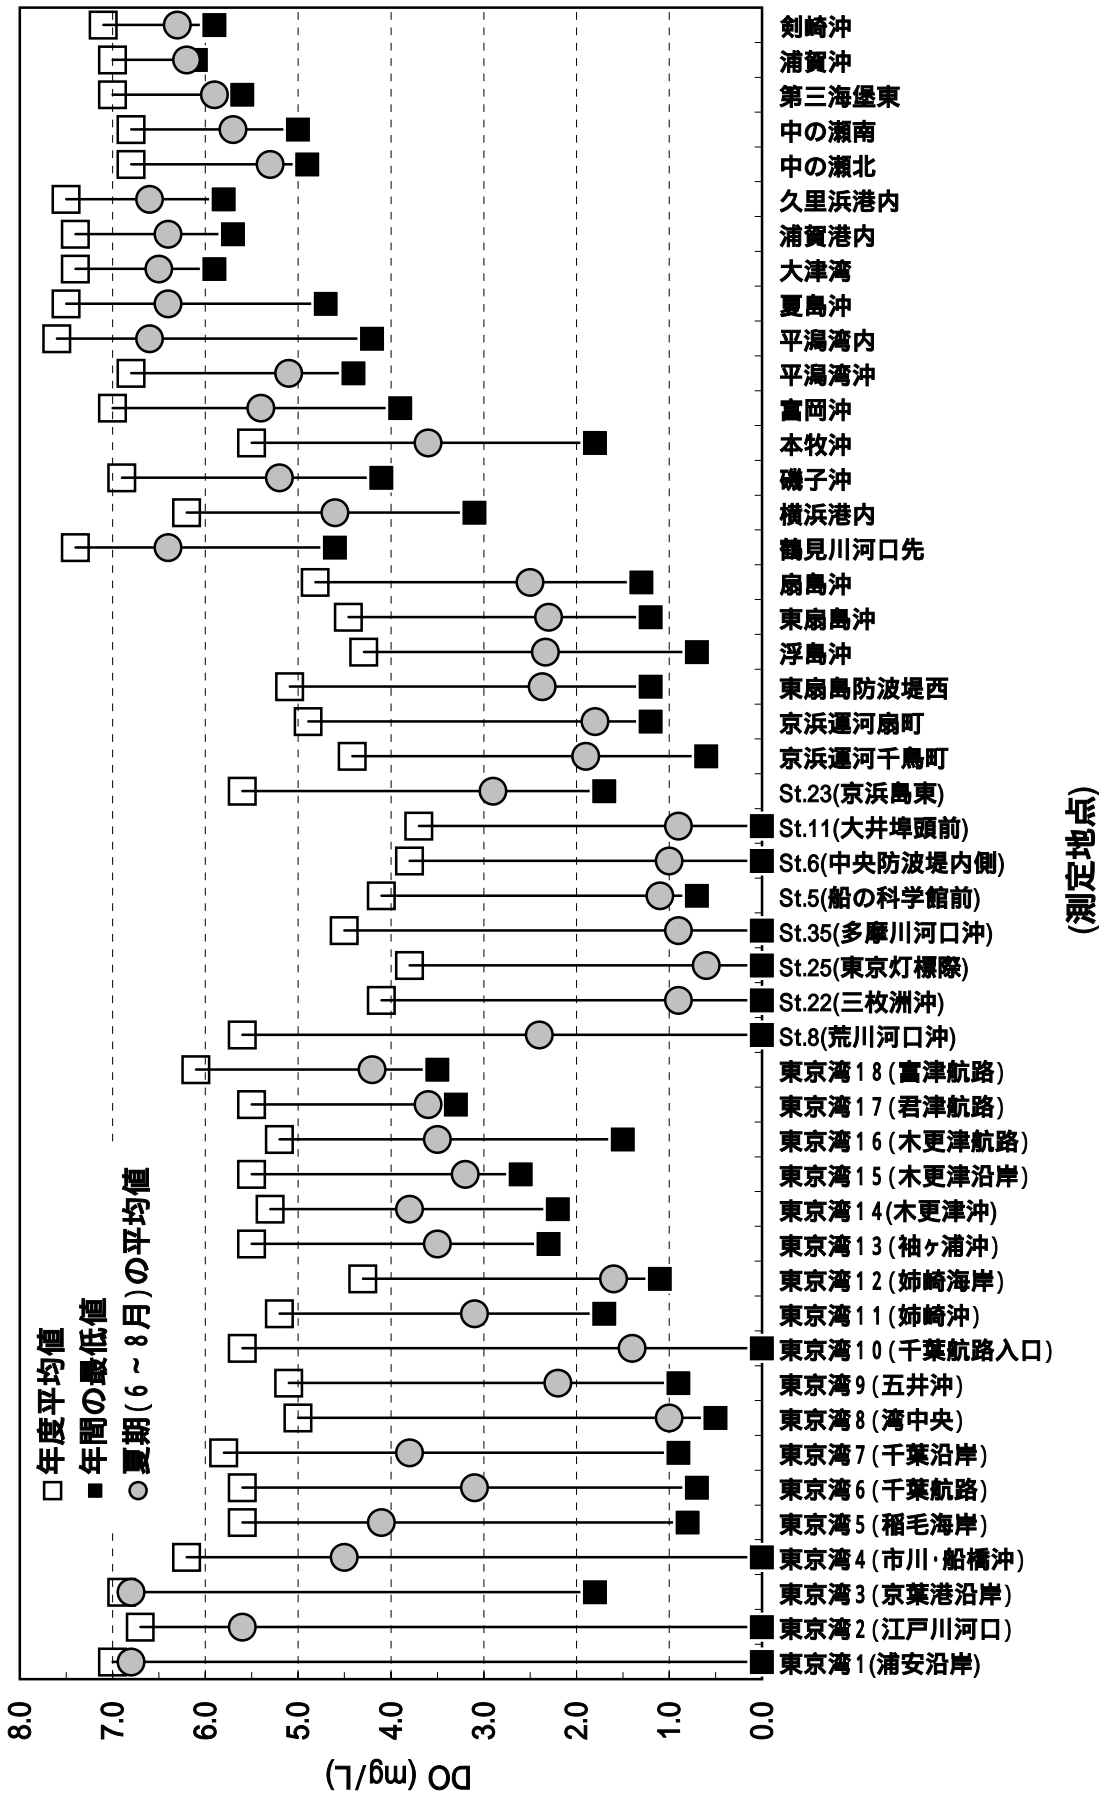 剣崎沖
浦賀沖
第三海堡東
中の瀬南
中の瀬北
久里浜港内
浦賀港内
大津湾
夏島沖
平潟湾内
平潟湾沖
富岡沖
本牧沖
磯子沖
横浜港内
鶴見川河口先
扇島沖
東扇島沖
浮島沖
東扇島防波堤西
京浜運河扇町
京浜運河千鳥町
St.23(京浜島東)
St.11(大井埠頭前)
St.6(中央防波堤内側)
St.5(船の科学館前)
St.35(多摩川河口沖)
St.25(東京灯標際)
St.22(三枚洲沖)
St.8(荒川河口沖)
東京湾18(富津航路)
東京湾17(君津航路)
東京湾16(木更津航路)
東京湾15(木更津沿岸)
東京湾14(木更津沖)
東京湾13(袖ヶ浦沖)
東京湾12(姉崎海岸)
東京湾11(姉崎沖)
東京湾10(千葉航路入口)
東京湾9(五井沖)
東京湾8(湾中央)
東京湾7(千葉沿岸)
東京湾6(千葉航路)
東京湾5(稲毛海岸)
東京湾4(市川・船橋沖)
東京湾3(京葉港沿岸)
東京湾2(江戸川河口)
東京湾1(浦安沿岸)
(測定地点)
年度平均値
年間の最低値
夏期(6~8月)の平均値
8.0
7.0
6.0
5.0
4.0
3.0
2.0
1.0
0.0
DO (mg/L)